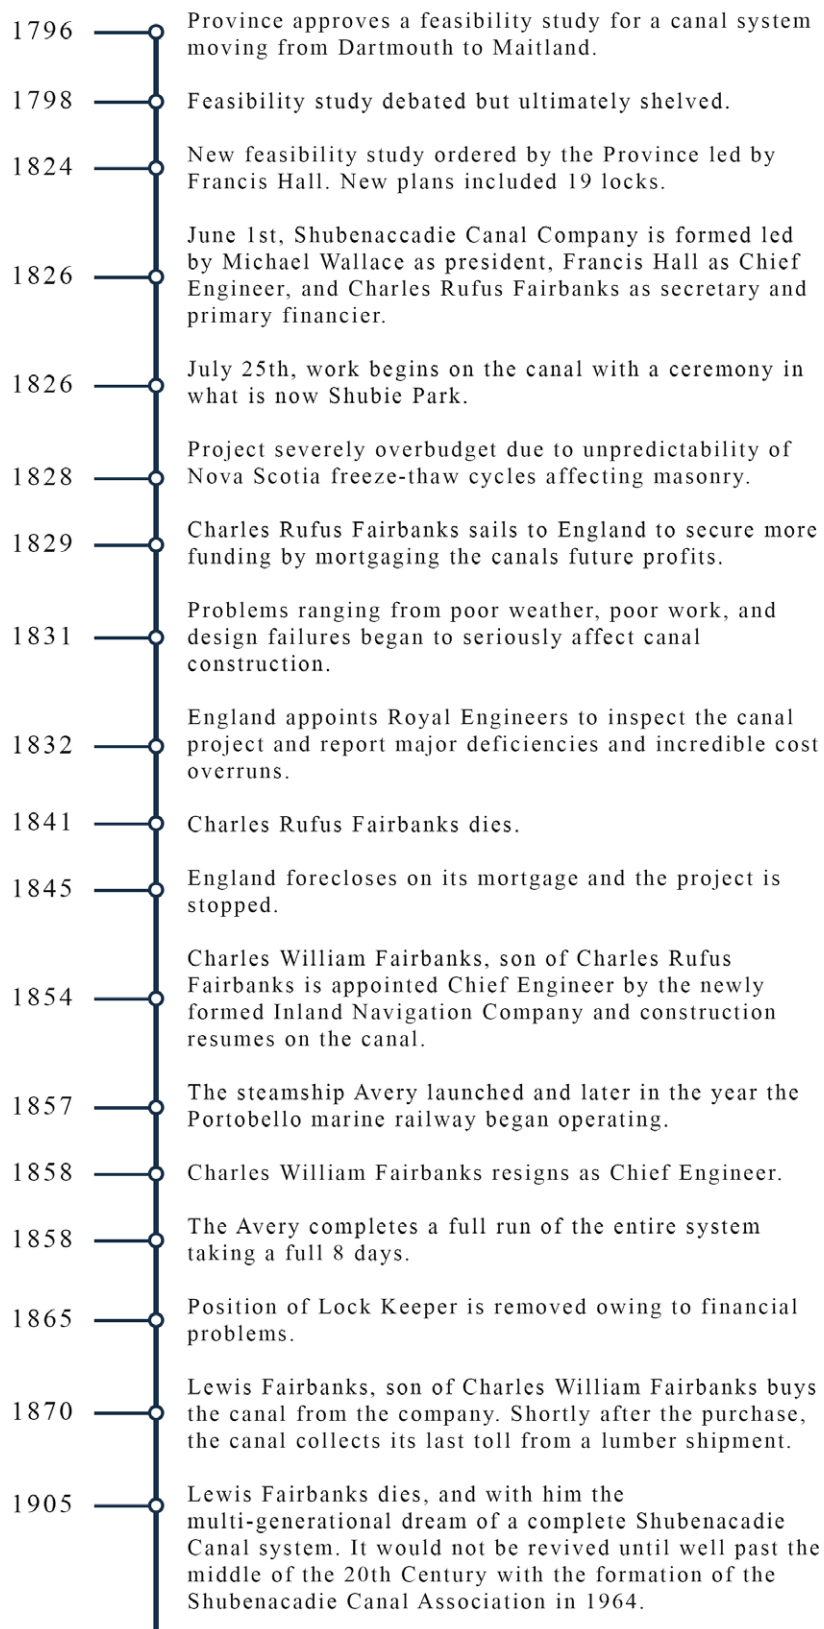 1796
Province approves a feasibility study for a canal system
moving from Dartmouth to Maitland.
1798
Feasibility study debated but ultimately shelved.
1824
New feasibility study ordered by the Province led by
Francis Hall. New plans included 19 locks.
1826
June 1st, Shubenaccadie Canal Company is formed led
by Michael Wallace as president, Francis Hall as Chief
Engineer, and Charles Rufus Fairbanks as secretary and
primary financier.
1826
July 25th, work begins on the canal with a ceremony in
what is now Shubie Park.
1828
Project severely overbudget due to unpredictability of
Nova Scotia freeze-thaw cycles affecting masonry.
1829
Charles Rufus Fairbanks sails to England to secure more
funding by mortgaging the canals future profits.
1831
Problems ranging from poor weather, poor work, and
design failures began to seriously affect canal
construction.
1832
England appoints Royal Engineers to inspect the canal
project and report major deficiencies and incredible cost
overruns.
1841
Charles Rufus Fairbanks dies.
1845
England forecloses on its mortgage and the project is
stopped.
1854
Charles William Fairbanks, son of Charles Rufus
Fairbanks is appointed Chief Engineer by the newly
formed Inland Navigation Company and construction
resumes on the canal.
1857
The steamship Avery launched and later in the year the
Portobello marine railway began operating.
1858
Charles William Fairbanks resigns as Chief Engineer.
1858
The Avery completes a full run of the entire system
taking a full 8 days.
1865
Position of Lock Keeper is removed owing to financial
problems.
1870
Lewis Fairbanks, son of Charles William Fairbanks buys
the canal from the company. Shortly after the purchase,
the canal collects its last toll from a lumber shipment.
1905
Lewis Fairbanks dies, and with him the
multi-generational dream of a complete Shubenacadie
Canal system. It would not be revived until well past the
middle of the 20th Century with the formation of the
Shubenacadie Canal Association in 1964.